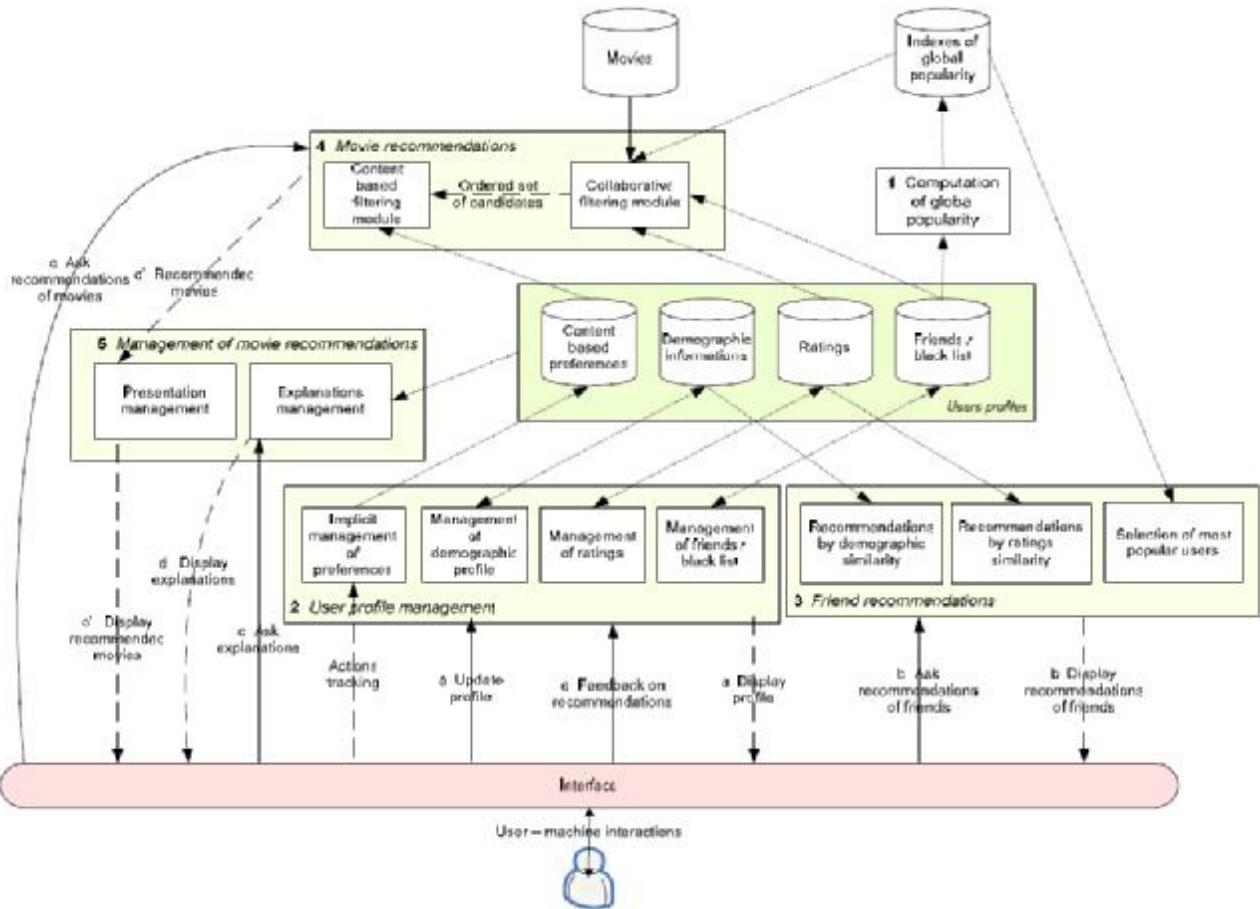 Movies
Indexes of
global
popularity
4 Movie recommendations
Content
based
filtering
module
Ordered set
of candidates
Collaborative
filtering module
1 Computation
of globa
popularity
c Ask
recommendations
of movies
c' Recommended
movies
5 Management of movie recommendations
Presentation
management
Explanations
management
Content
based
preferences
Demographic
informations
Ratings
Friends /
black list
Users profiles
Implicit
management
of
preferences
Management
of
demographic
profile
Management
of ratings
Management
of friends /
black list
2 User profile management
Recommendations
by demographic
similarity
Recommendations
by ratings
similarity
Selection of most
popular users
3 Friend recommendations
d Display
explanations
c' Display
recommended
movies
c Ask
explanations
Actions
tracking
a Update
profile
e Feedback on
recommendations
a Display
profile
b Ask
recommendations
of friends
b Display
recommendations
of friends
Interface
User – machine interactions